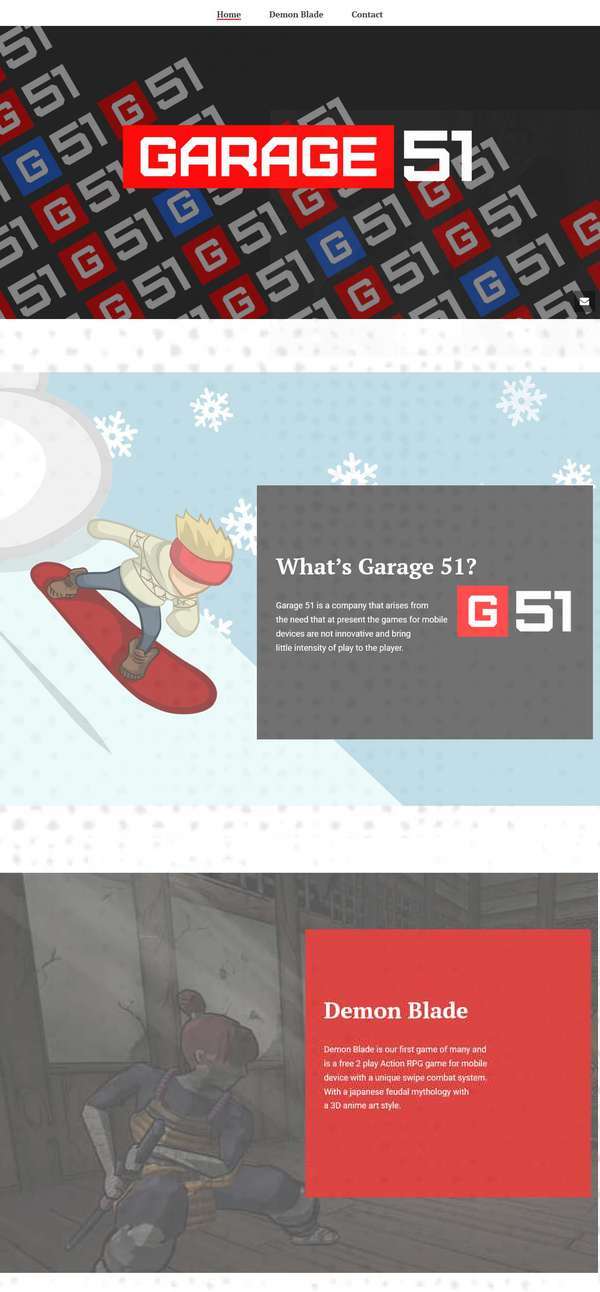 Home Demon Blade Contact
GARAGE 51
What's Garage 51?
Garage 51 is a company that arises from
the need that at present the games for mobile
devices are not innovative and bring
little intensity of play to the player.
G 51
Demon Blade
Demon Blade is our first game of many and
is a free 2 play Action RPG game for mobile
device with a unique swipe combat system.
With a japanese feudal mythology with
a 3D anime art style.